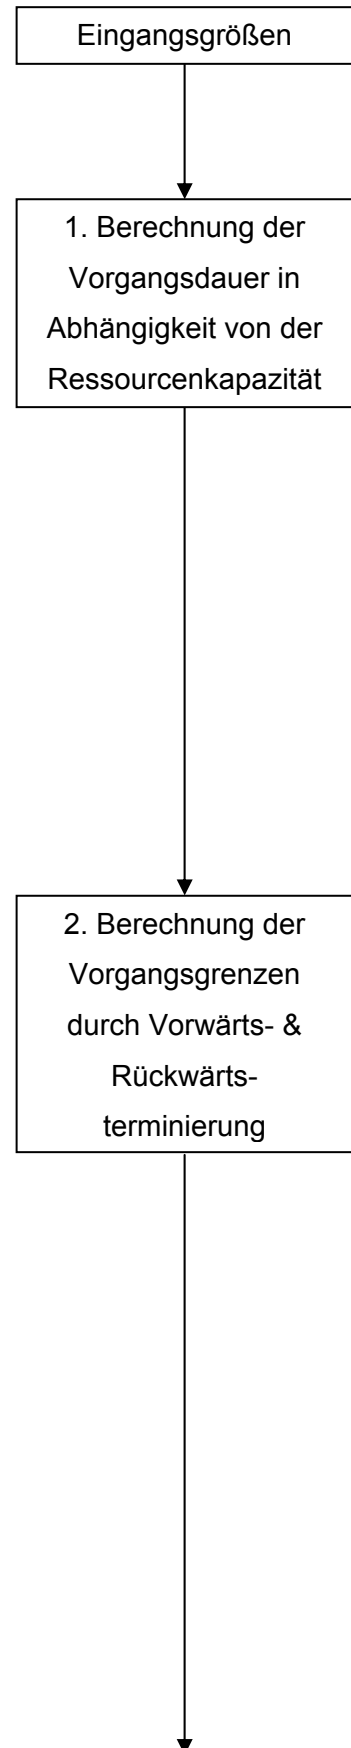 Eingangsgrößen
1. Berechnung der
Vorgangsdauer in
Abhängigkeit von der
Ressourcenkapazität
2. Berechnung der
Vorgangsgrenzen
durch Vorwärts- &
Rückwärts-
terminierung